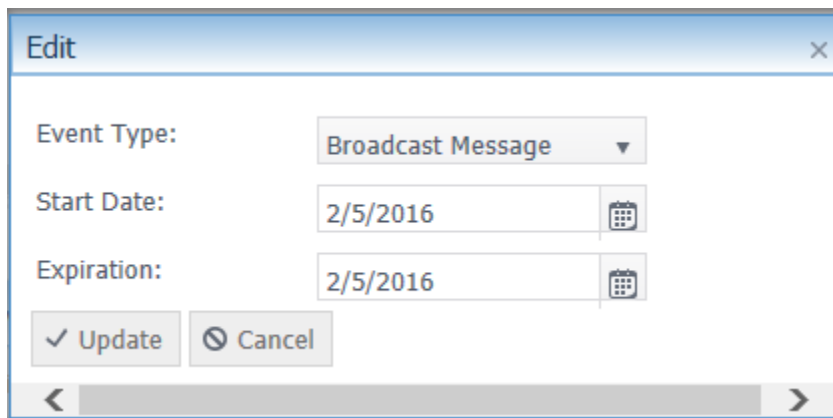 Edit
Event Type:
Broadcast Message
Start Date:
2/5/2016
Expiration:
2/5/2016
Update
Cancel